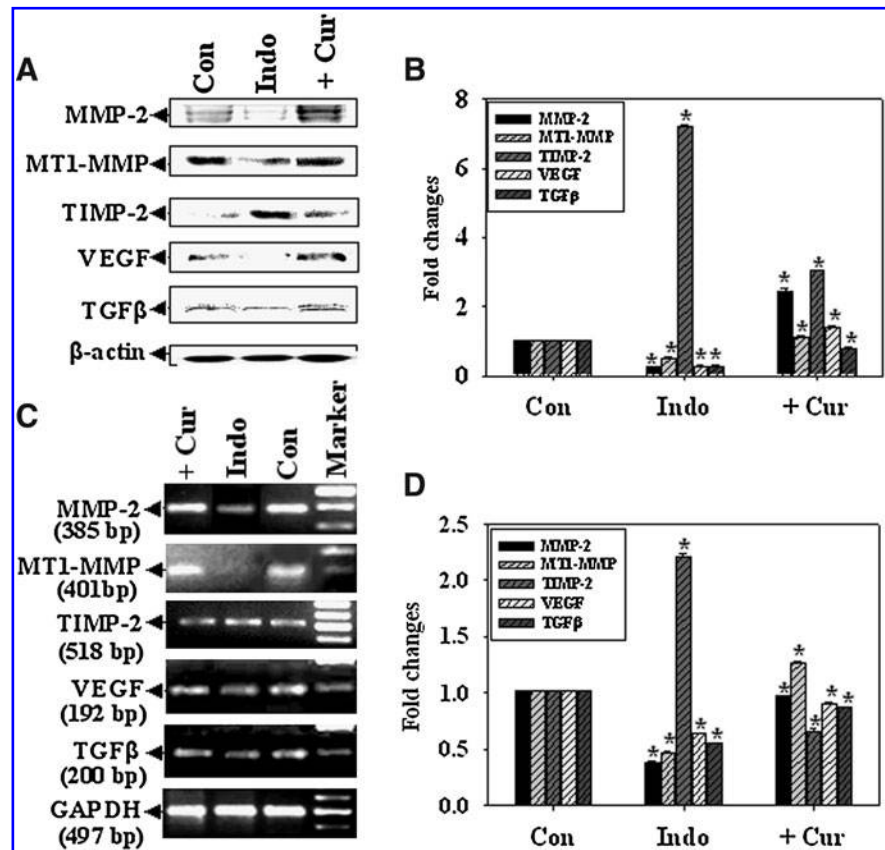 A
Con
Indo
+ Cur
MMP-2
MT1-MMP
TIMP-2
VEGF
TGFβ
β-actin
B
8
6
4
2
0
Fold changes
MMP-2
MT1-MMP
TIMP-2
VEGF
TGFβ
*
* * * *
* * * * *
Con Indo + Cur
C
+ Cur
Indo
Con
Marker
MMP-2
(385 bp)
MT1-MMP
(401bp)
TIMP-2
(518 bp)
VEGF
(192 bp)
TGFβ
(200 bp)
GAPDH
(497 bp)
D
2.5
2.0
1.5
1.0
0.5
0.0
Fold changes
MMP-2
MT1-MMP
TIMP-2
VEGF
TGFβ
*
* * * *
* * * * *
Con Indo + Cur